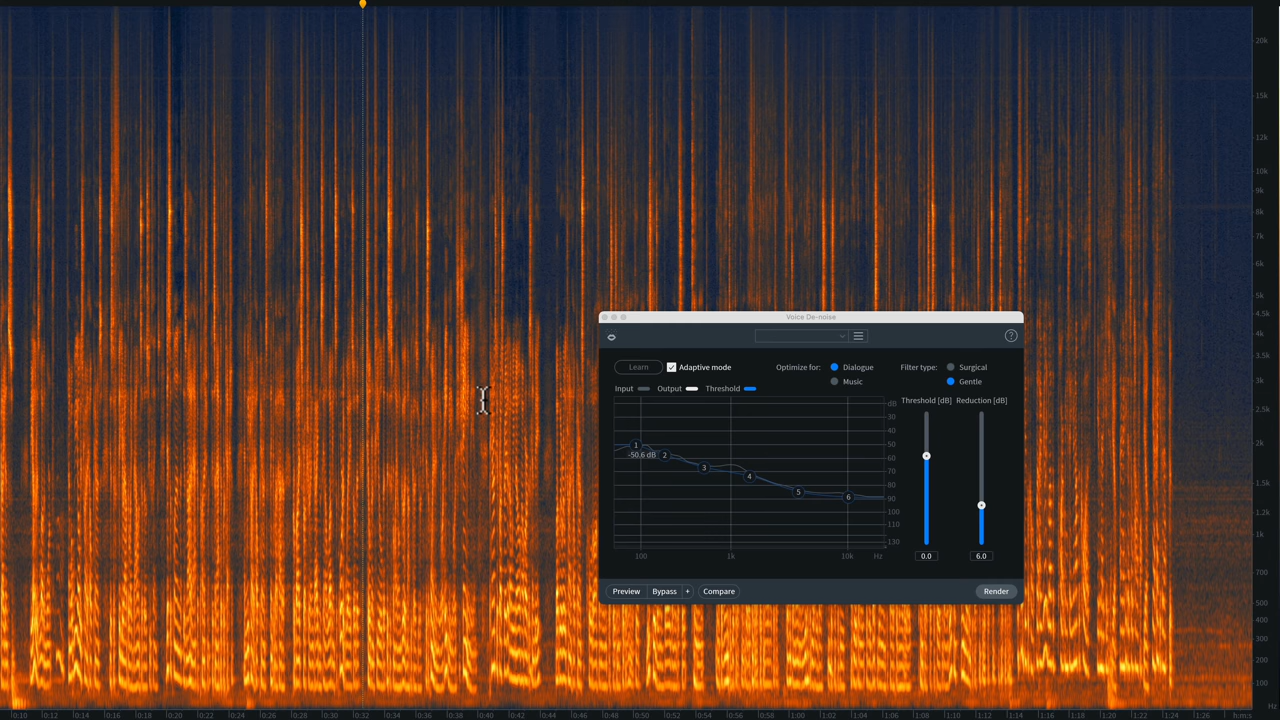 20k
15k
12k
10k
9k
8k
7k
6k
5k
4.5k
4k
3.5k
3k
2.5k
2k
1.5k
1.2k
1k
700
500
400
300
200
100
Hz
Voice De-noise
?
Learn Adaptive mode Optimize for: Dialogue Filter type: Surgical
Music Gentle
Input Output Threshold Threshold [dB] Reduction [dB]
dB
30
40
50
60
70
80
90
100
110
130
1 2 3 4 5 6
-50.6 dB
100 1k 10k Hz
0.0 6.0
Preview Bypass + Compare Render
0:10 0:12 0:14 0:16 0:18 0:20 0:22 0:24 0:26 0:28 0:30 0:32 0:34 0:36 0:38 0:40 0:42 0:44 0:46 0:48 0:50 0:52 0:54 0:56 0:58 1:00 1:02 1:04 1:06 1:08 1:10 1:12 1:14 1:16 1:18 1:20 1:22 1:24 1:26 h:m:s